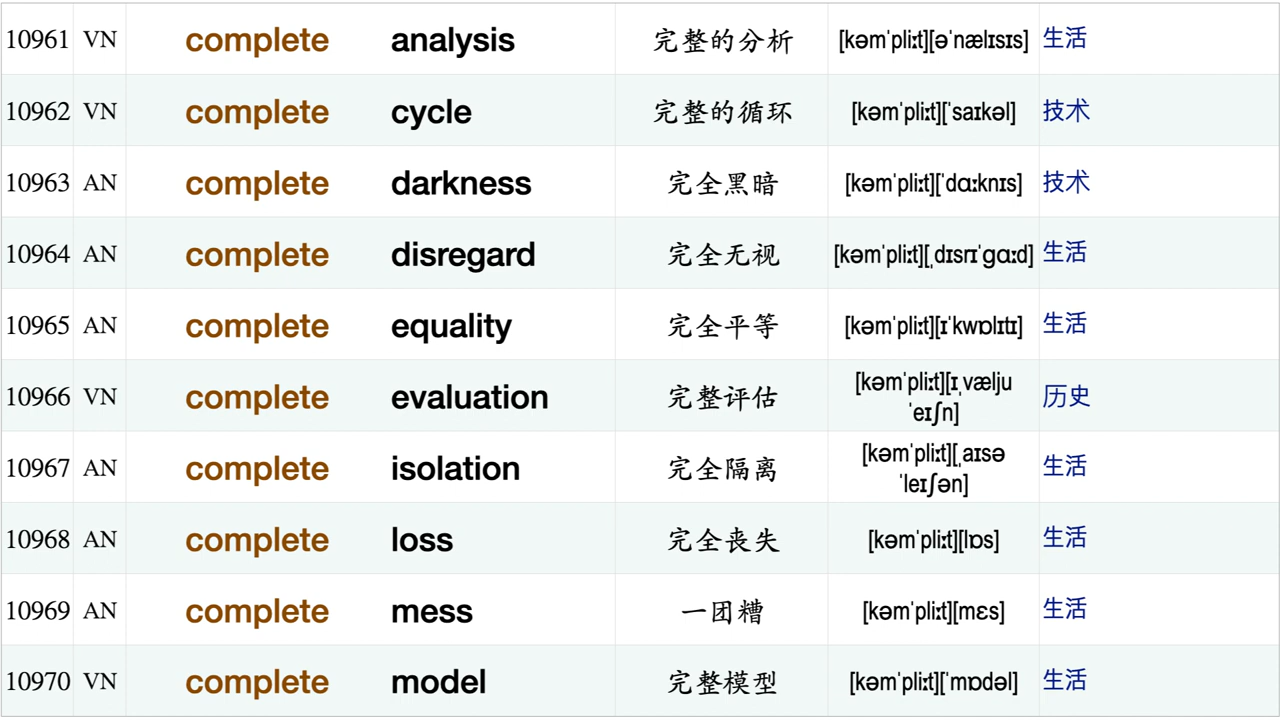 10961 VN complete analysis 完整的分析 [kəmˈpliːt][əˈnælɪsɪs] 生活
10962 VN complete cycle 完整的循环 [kəmˈpliːt][ˈsaɪkəl] 技术
10963 AN complete darkness 完全黑暗 [kəmˈpliːt][ˈdɑːknɪs] 技术
10964 AN complete disregard 完全无视 [kəmˈpliːt][ˌdɪsrɪˈɡɑːd] 生活
10965 AN complete equality 完全平等 [kəmˈpliːt][ɪˈkwɒlɪtɪ] 生活
10966 VN complete evaluation 完整评估 [kəmˈpliːt][ɪˌvælju
ˈeɪʃn] 历史
10967 AN complete isolation 完全隔离 [kəmˈpliːt][ˌaɪsə
ˈleɪʃən] 生活
10968 AN complete loss 完全丧失 [kəmˈpliːt][lɒs] 生活
10969 AN complete mess 一团糟 [kəmˈpliːt][mɛs] 生活
10970 VN complete model 完整模型 [kəmˈpliːt][ˈmɒdəl] 生活